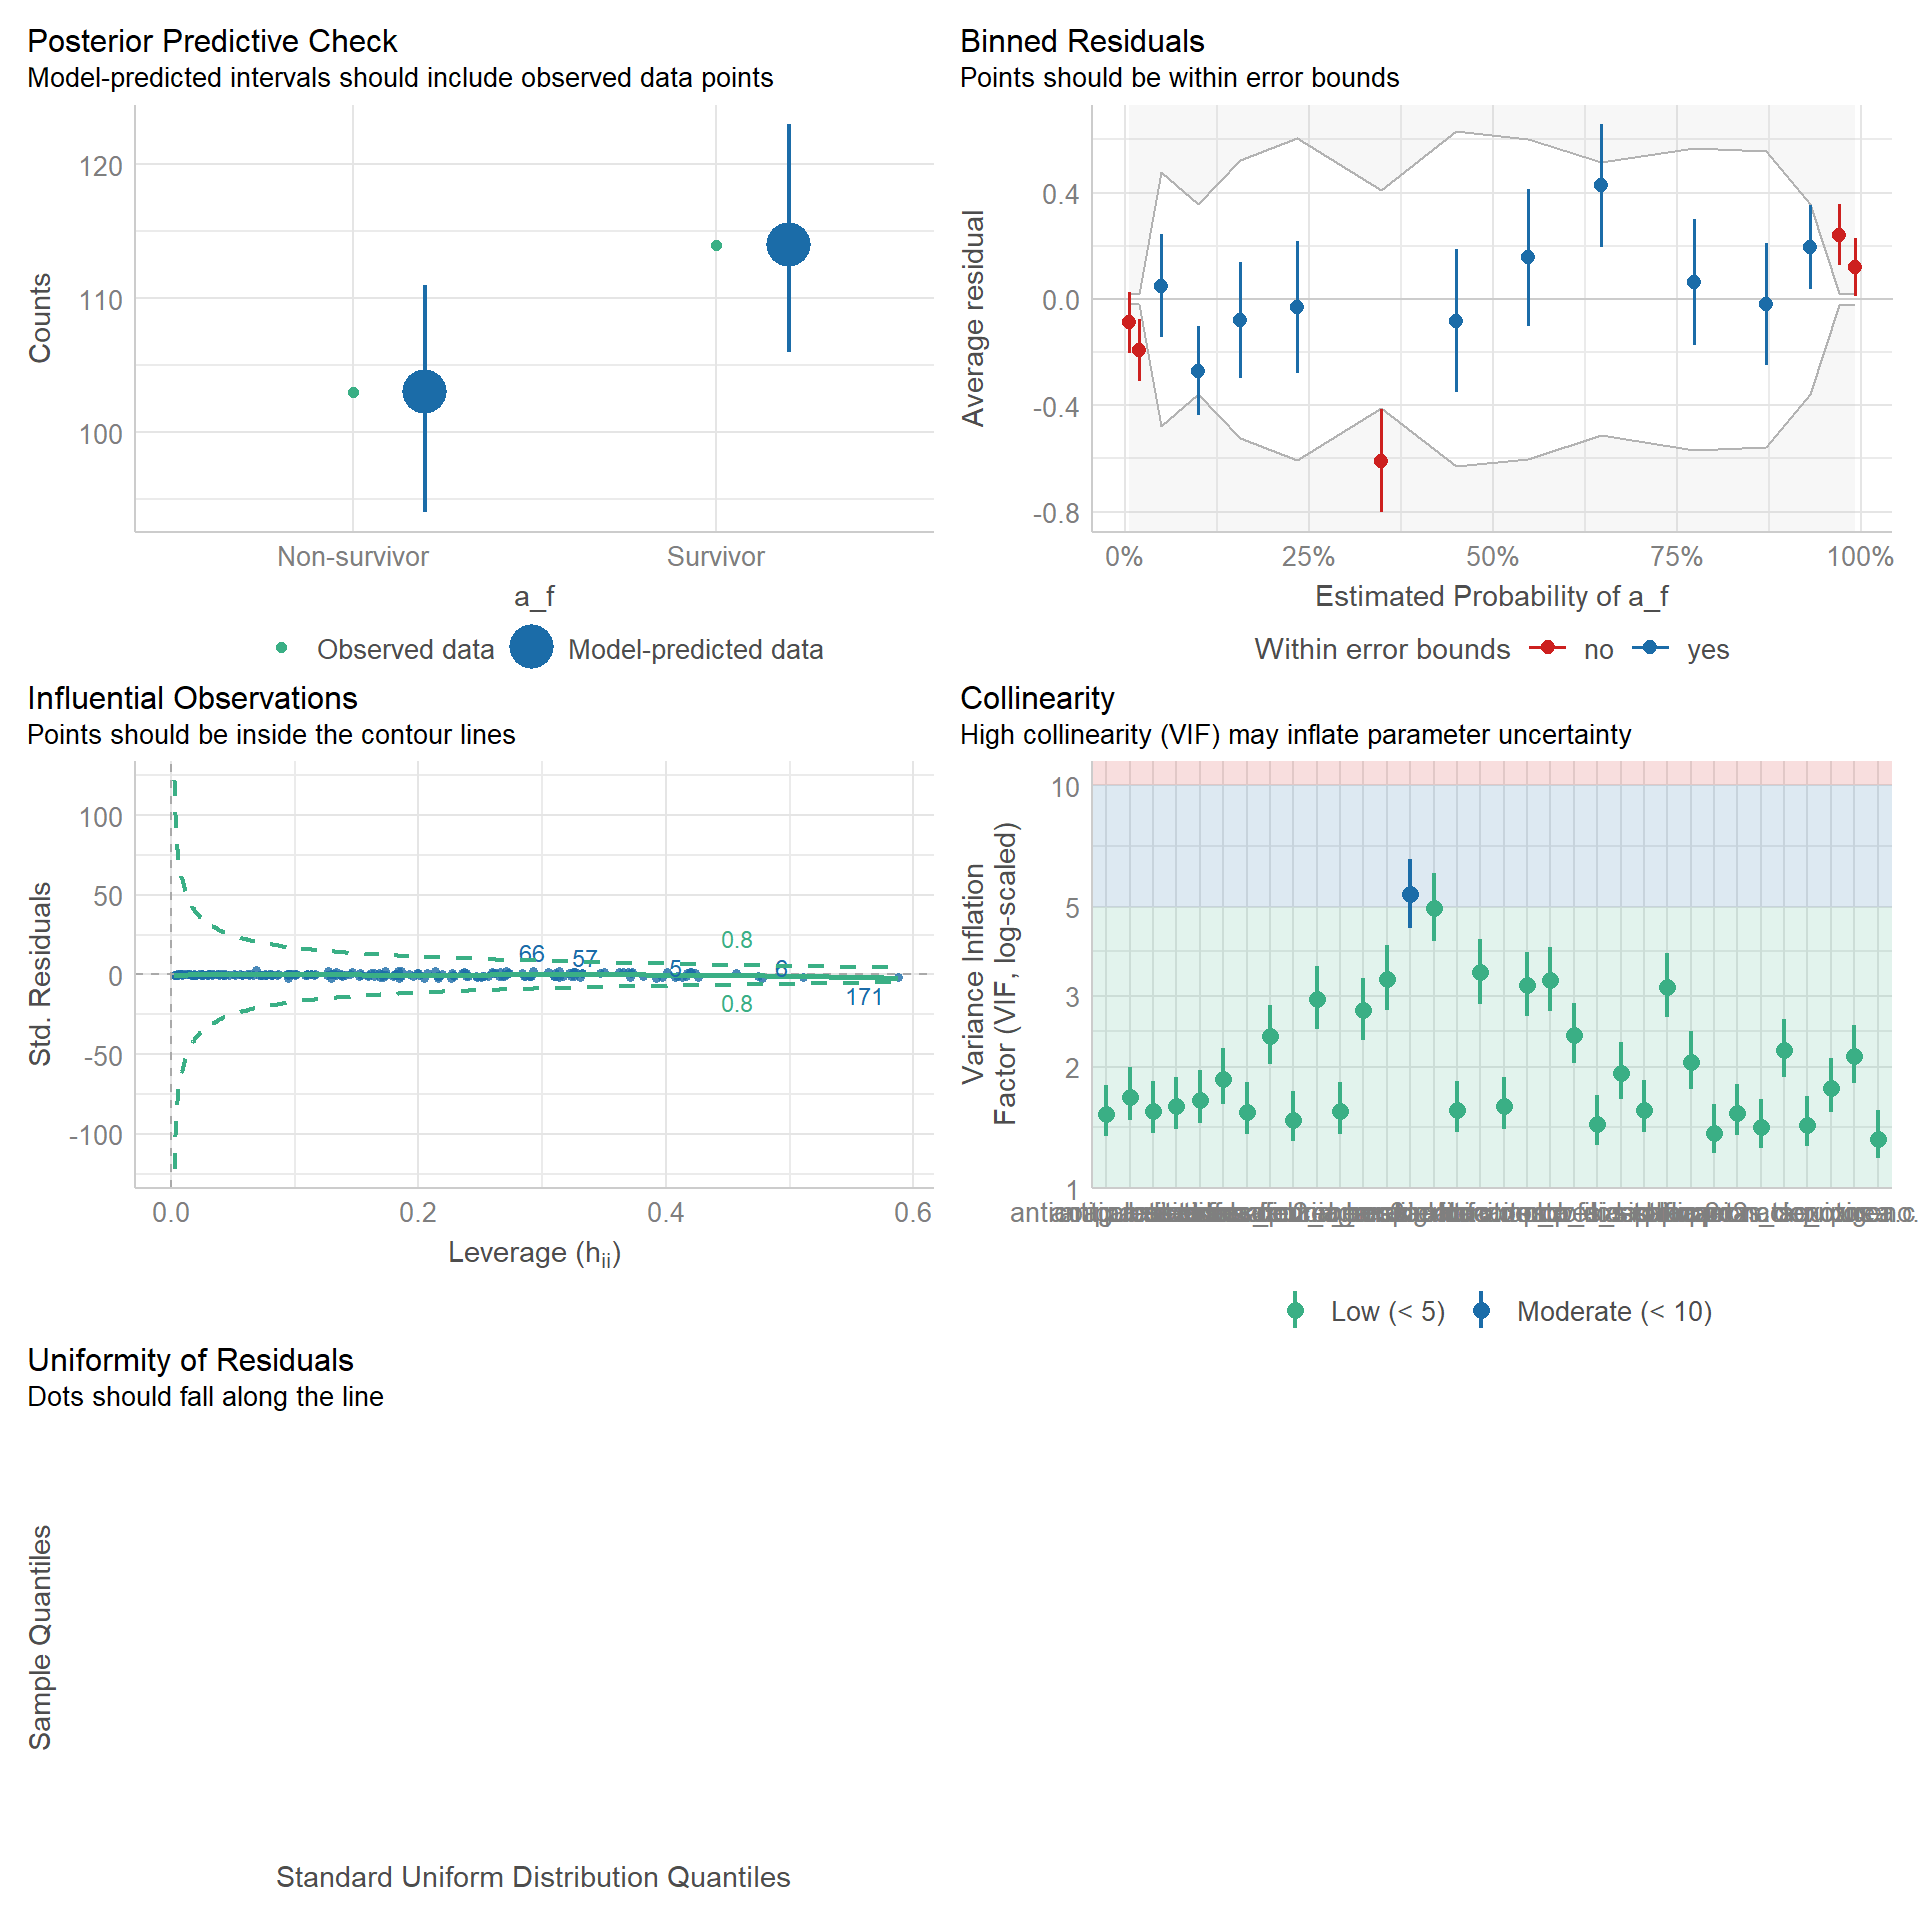 Posterior Predictive Check
Model-predicted intervals should include observed data points
120
110
100
Counts
Non-survivor
Survivor
a_f
Observed data
Model-predicted data
Binned Residuals
Points should be within error bounds
0.4
0.0
-0.4
-0.8
Average residual
0%
25%
50%
75%
100%
Estimated Probability of a_f
Within error bounds
no
yes
Influential Observations
Points should be inside the contour lines
100
50
0
-50
-100
Std. Residuals
66
57
5
6
171
0.8
0.8
0.0
0.2
0.4
0.6
Leverage (hii)
Collinearity
High collinearity (VIF) may inflate parameter uncertainty
10
5
3
2
1
Variance Inflation
Factor (VIF, log-scaled)
Low (< 5)
Moderate (< 10)
Uniformity of Residuals
Dots should fall along the line
Sample Quantiles
Standard Uniform Distribution Quantiles